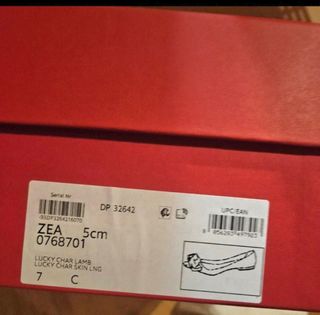 Serial Nr
DP 32642
UPC/EAN
ZEA 5cm
0768701
LUCKY CHAR LAMB
LUCKY CHAR SKIN LNG
7 C